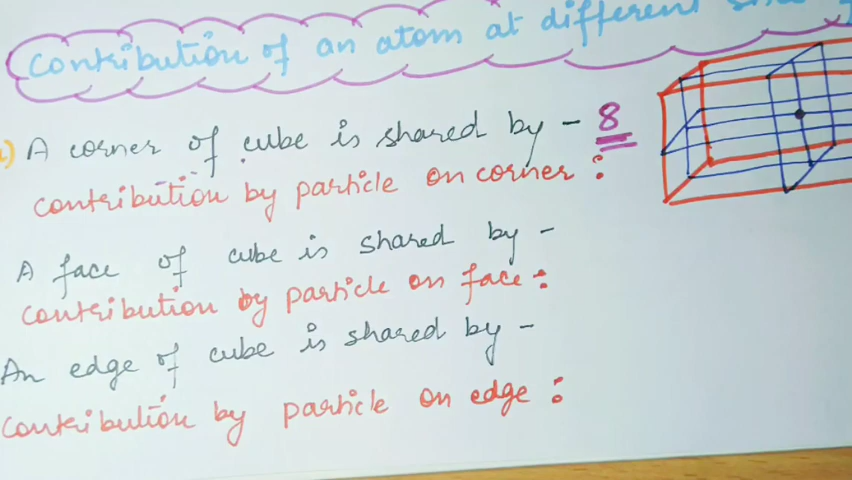 Contribution of an atom at different
A corner of cube is shared by - 8
contribution by particle on corner :
A face of cube is shared by -
contribution by particle on face :
An edge of cube is shared by -
contribution by particle on edge :